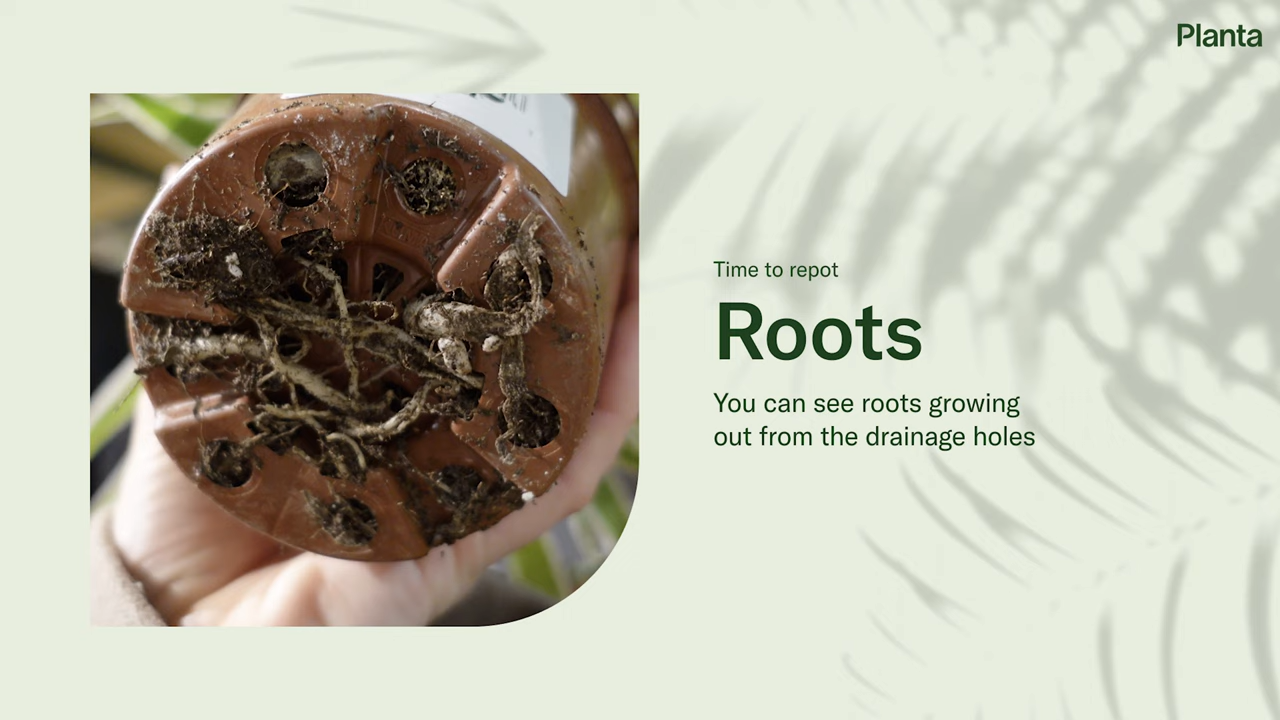 Planta
Time to repot
Roots
You can see roots growing
out from the drainage holes